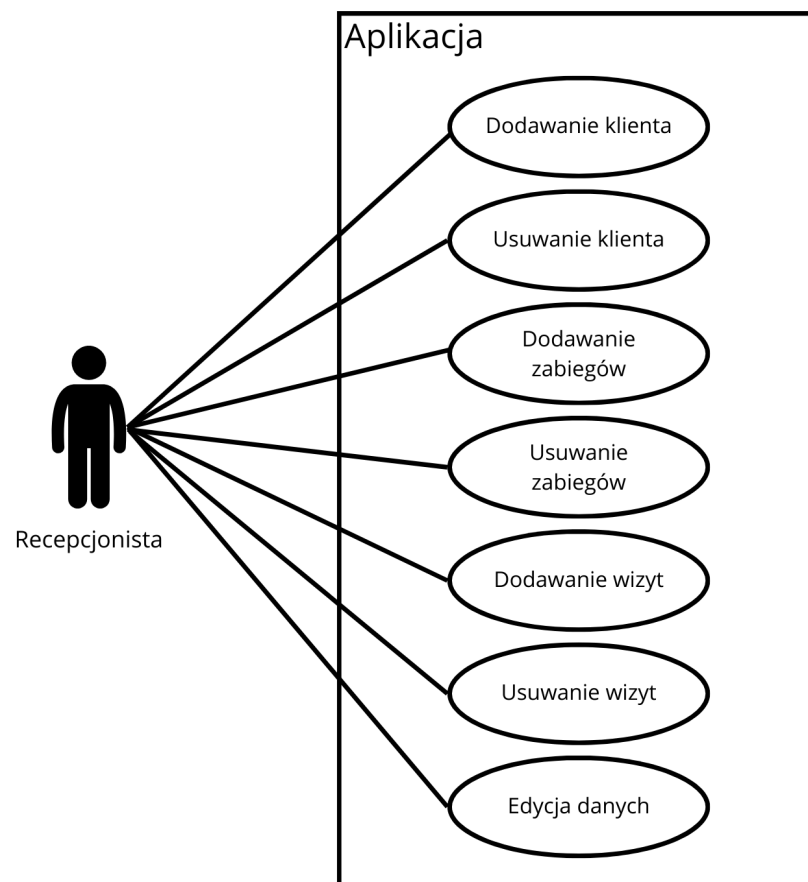 Aplikacja
Dodawanie klienta
Usuwanie klienta
Dodawanie
zabiegów
Usuwanie
zabiegów
Recepcjonista
Dodawanie wizyt
Usuwanie wizyt
Edycja danych